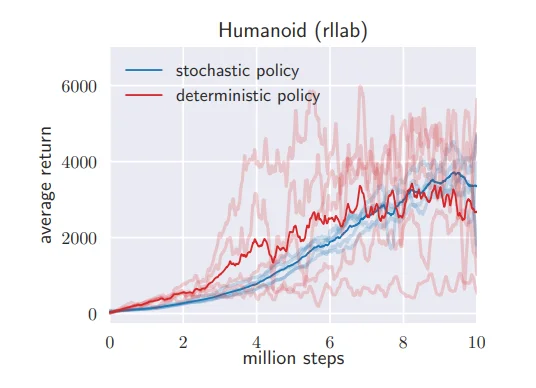 Humanoid (rllab)
stochastic policy
deterministic policy
average return
6000
4000
2000
0
0 2 4 6 8 10
million steps